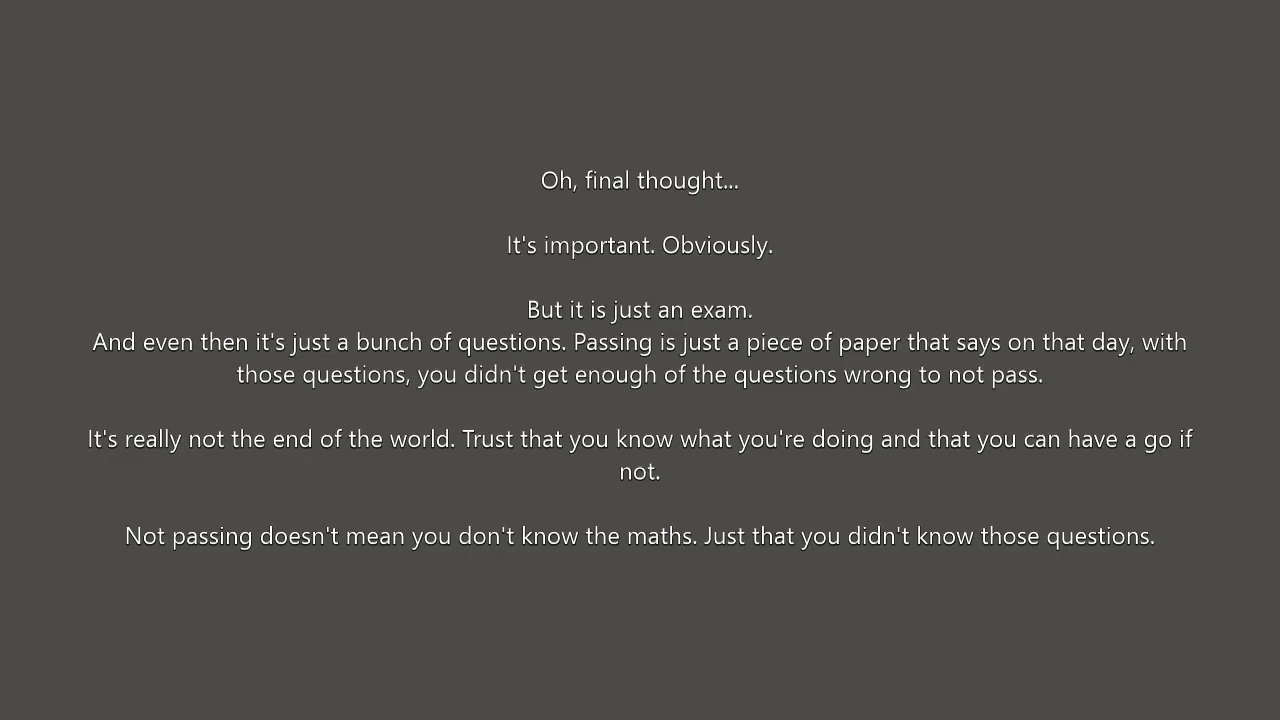 Oh, final thought...
It's important. Obviously.
But it is just an exam.
And even then it's just a bunch of questions. Passing is just a piece of paper that says on that day, with
those questions, you didn't get enough of the questions wrong to not pass.
It's really not the end of the world. Trust that you know what you're doing and that you can have a go if
not.
Not passing doesn't mean you don't know the maths. Just that you didn't know those questions.